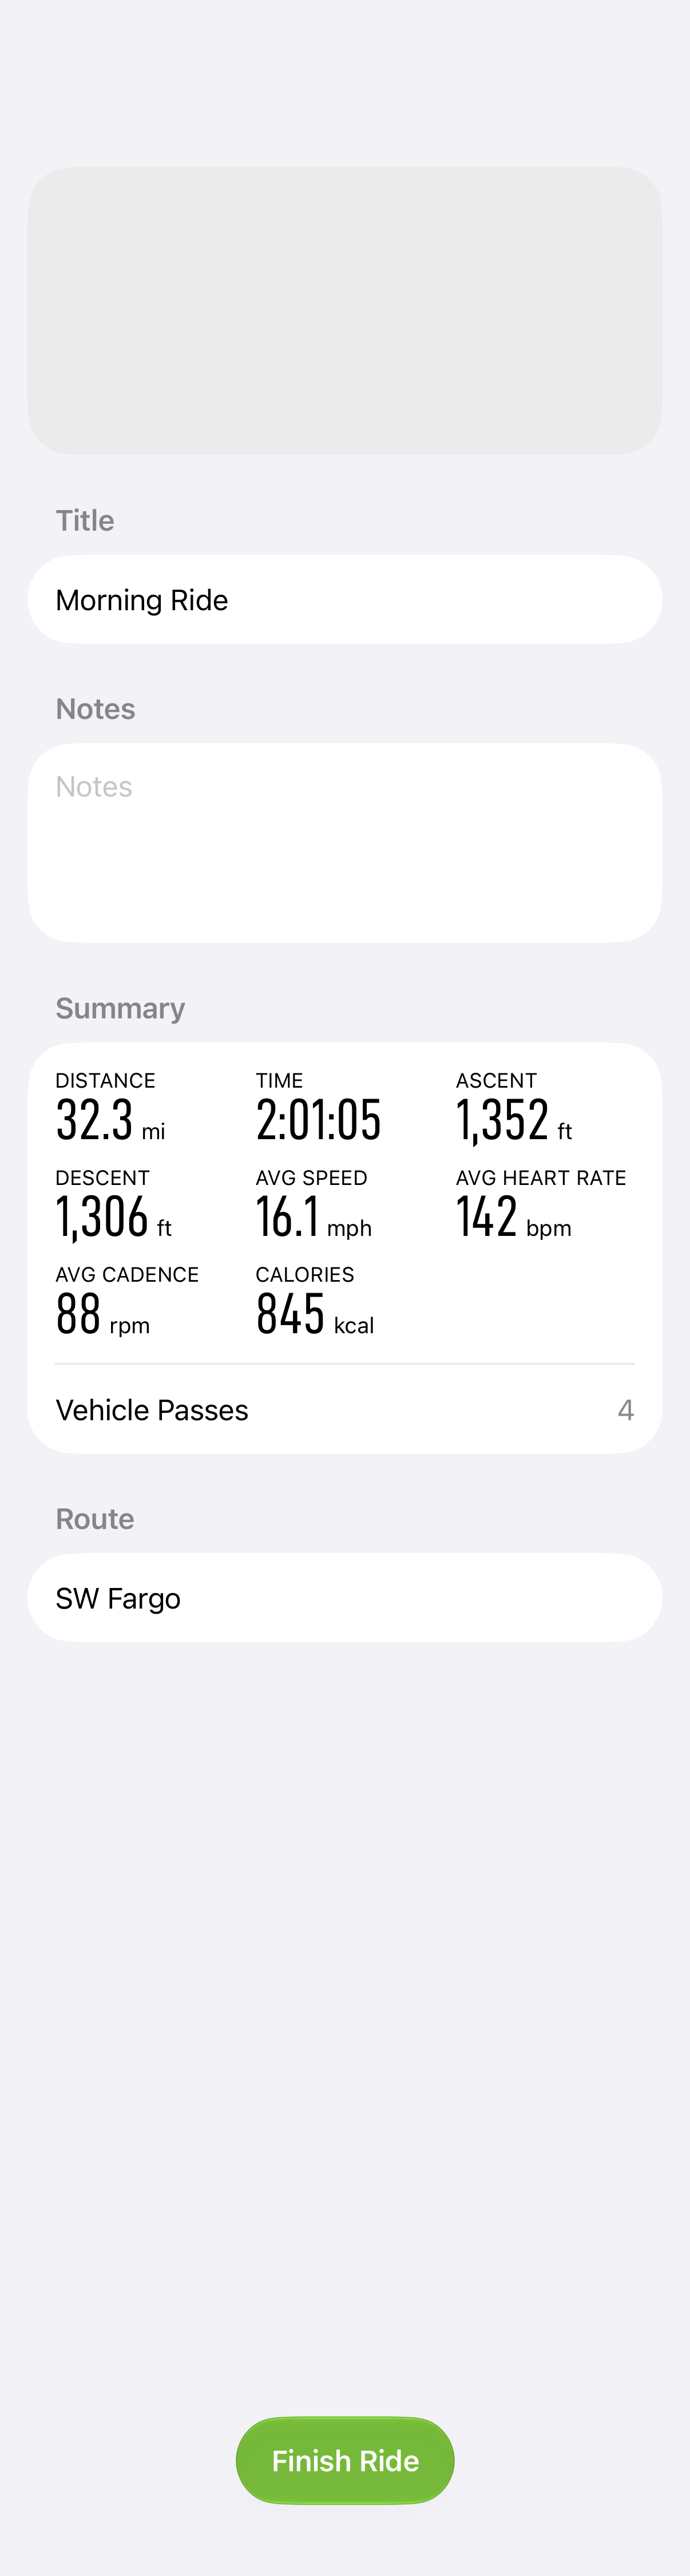 Title
Morning Ride
Notes
Notes
Summary
DISTANCE TIME ASCENT
32.3 mi 2:01:05 1,352 ft
DESCENT AVG SPEED AVG HEART RATE
1,306 ft 16.1 mph 142 bpm
AVG CADENCE CALORIES
88 rpm 845 kcal
Vehicle Passes 4
Route
SW Fargo
Finish Ride